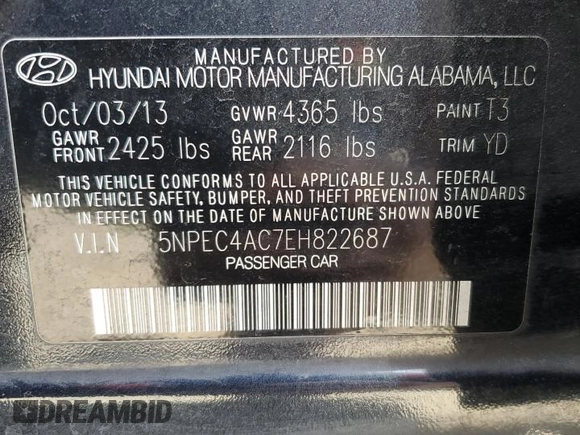 MANUFACTURED BY
HYUNDAI MOTOR MANUFACTURING ALABAMA, LLC
Oct/03/13 GVWR 4365 lbs PAINT T3
GAWR FRONT 2425 lbs GAWR REAR 2116 lbs TRIM YD
THIS VEHICLE CONFORMS TO ALL APPLICABLE U.S.A. FEDERAL
MOTOR VEHICLE SAFETY, BUMPER, AND THEFT PREVENTION STANDARDS
IN EFFECT ON THE DATE OF MANUFACTURE SHOWN ABOVE.
V.I.N 5NPEC4AC7EH822687
PASSENGER CAR
DREAMBID